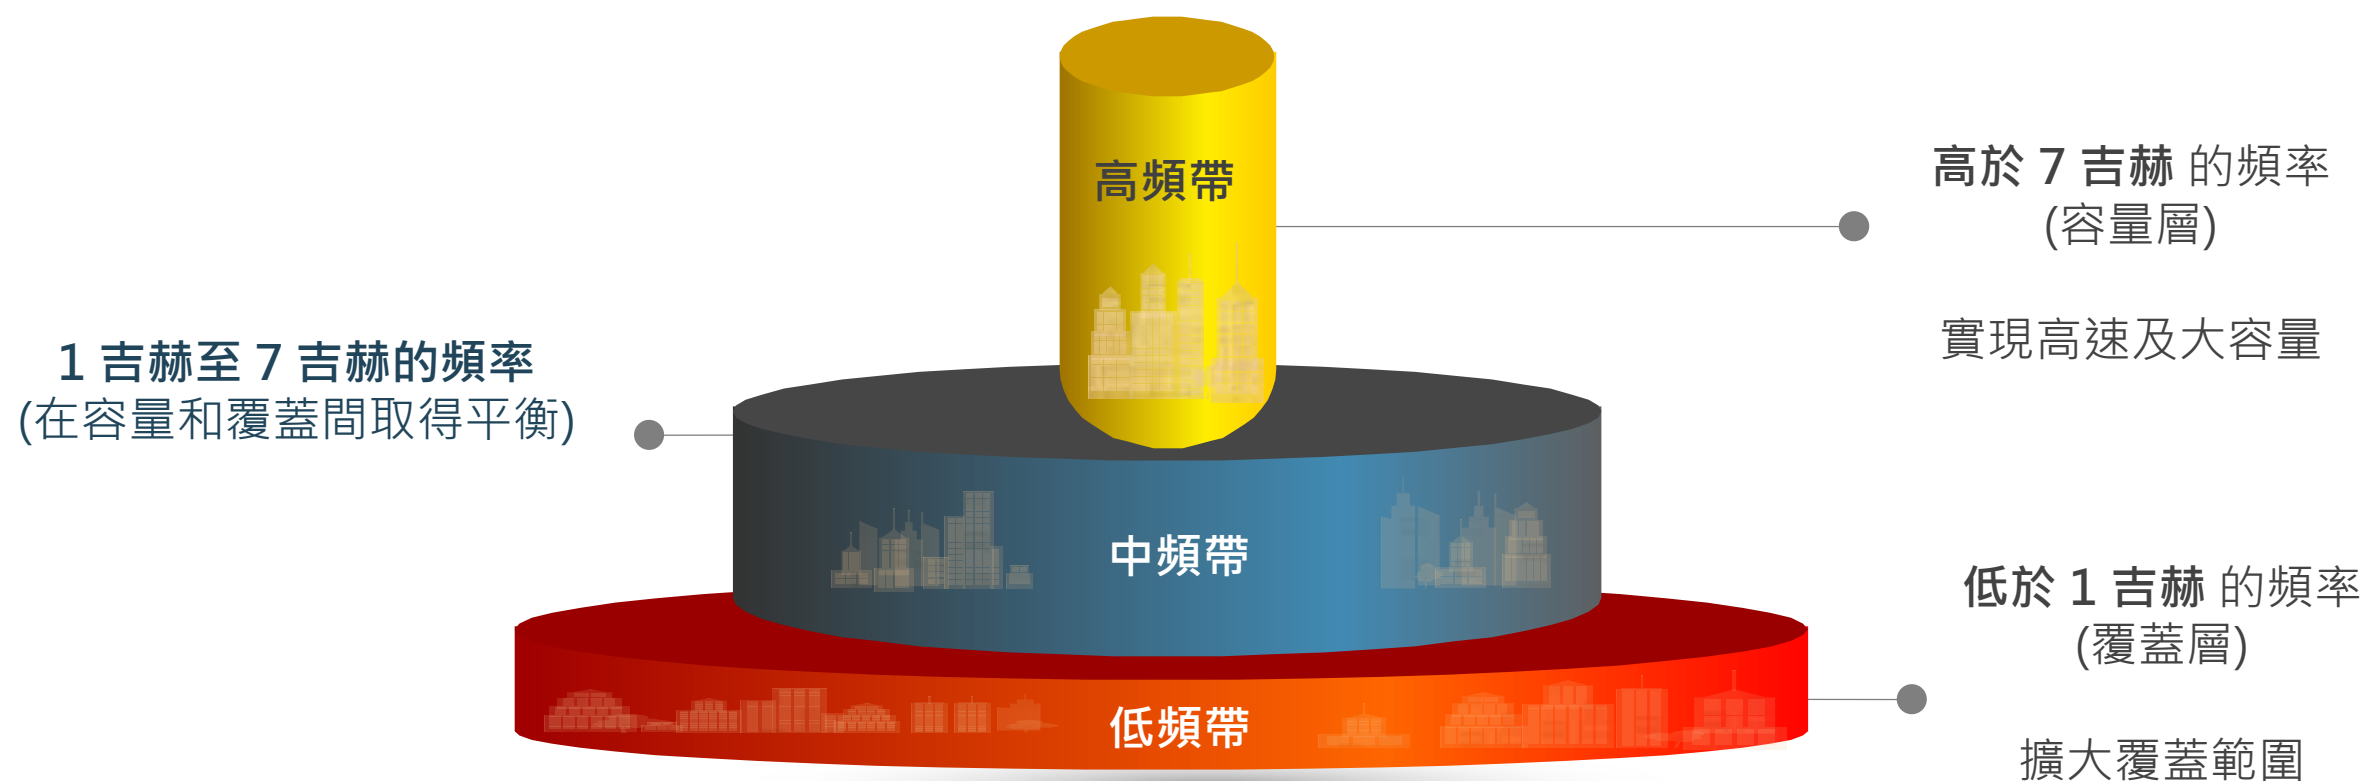 高頻帶
高於 7 吉赫 的頻率
(容量層)
實現高速及大容量
1 吉赫至 7 吉赫的頻率
(在容量和覆蓋間取得平衡)
中頻帶
低於 1 吉赫 的頻率
(覆蓋層)
擴大覆蓋範圍
低頻帶